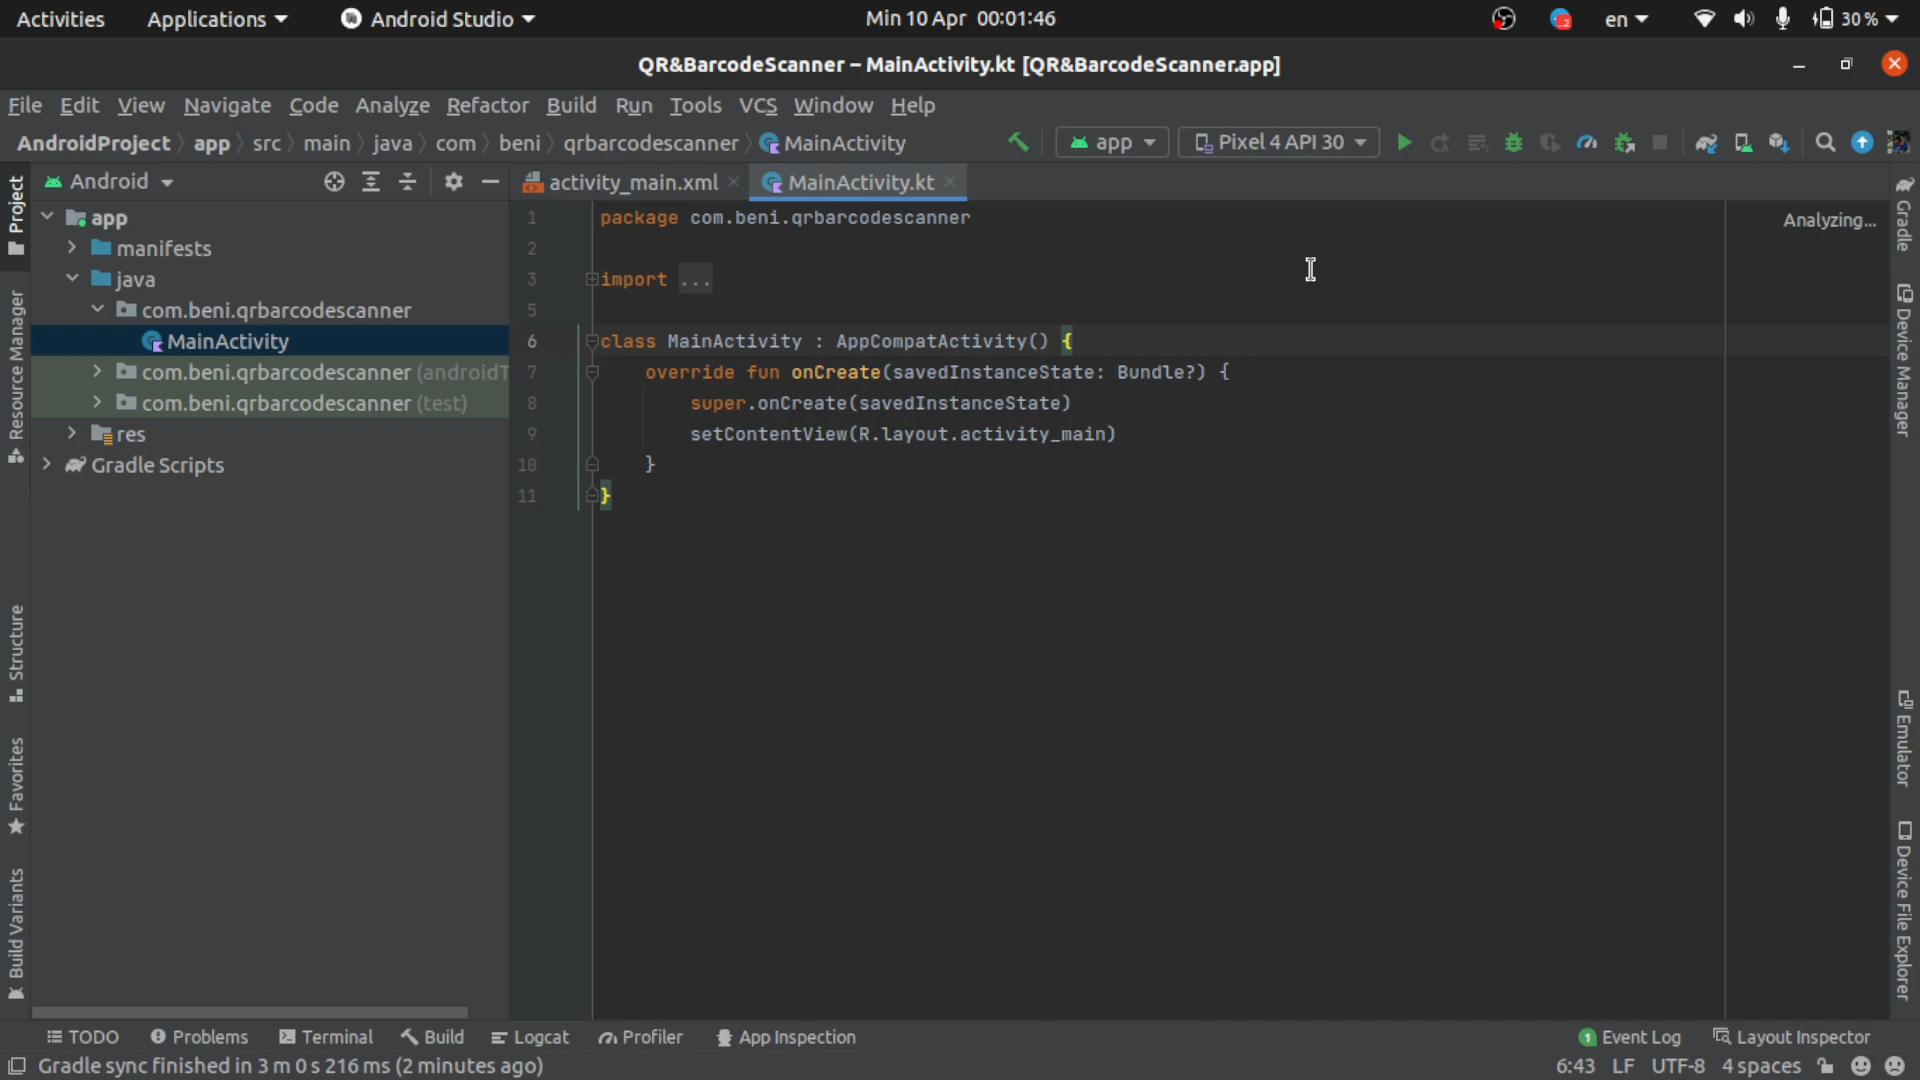 Activities Applications Android Studio Min 10 Apr 00:01:46 en 30 %
QR&BarcodeScanner – MainActivity.kt [QR&BarcodeScanner.app]
File Edit View Navigate Code Analyze Refactor Build Run Tools VCS Window Help
AndroidProject app src main java com beni qrbarcodescanner MainActivity app Pixel 4 API 30
Android activity_main.xml MainActivity.kt
app
manifests
java
com.beni.qrbarcodescanner
MainActivity
com.beni.qrbarcodescanner (androidT
com.beni.qrbarcodescanner (test)
res
Gradle Scripts
1 package com.beni.qrbarcodescanner
2
3 import ...
5
6 class MainActivity : AppCompatActivity() {
7 override fun onCreate(savedInstanceState: Bundle?) {
8 super.onCreate(savedInstanceState)
9 setContentView(R.layout.activity_main)
10 }
11 }
Analyzing...
Project
Resource Manager
Structure
Favorites
Build Variants
Gradle
Device Manager
Emulator
Device File Explorer
TODO Problems Terminal Build Logcat Profiler App Inspection 1 Event Log Layout Inspector
Gradle sync finished in 3 m 0 s 216 ms (2 minutes ago) 6:43 LF UTF-8 4 spaces